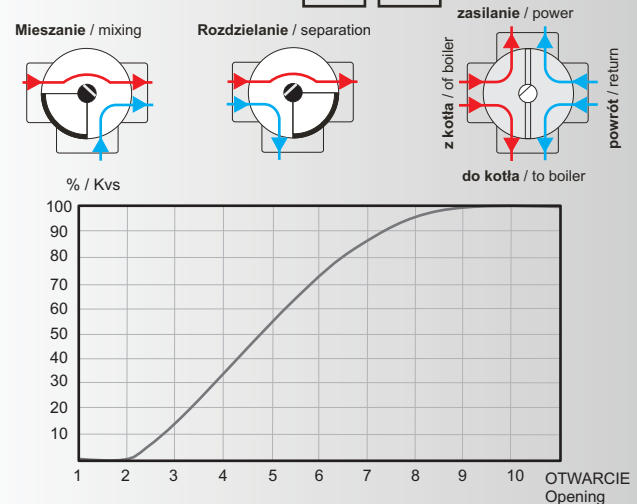 Mieszanie / mixing
Rozdzielanie / separation
zasilanie / power
z kotła / of boiler
powrót / return
do kotła / to boiler
% / Kvs
100
90
80
70
60
50
40
30
20
10
1 2 3 4 5 6 7 8 9 10 OTWARCIE
Opening